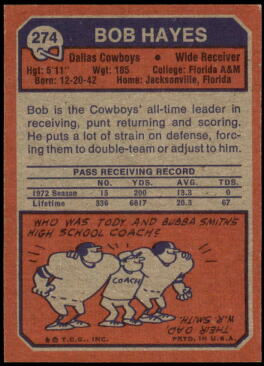 274
BOB HAYES
Dallas Cowboys • Wide Receiver
Hgt: 5'11" Wgt: 185 College: Florida A&M
Born: 12-20-42 Home: Jacksonville, Florida
Bob is the Cowboys' all-time leader in
receiving, punt returning and scoring.
He puts a lot of strain on defense, forc-
ing them to double-team or adjust to him.
PASS RECEIVING RECORD
NO. YDS. AVG. TDS.
1972 Season 15 200 13.3 0
Lifetime 336 6817 20.3 67
WHO WAS TODY AND BUBBA SMITH'S
HIGH SCHOOL COACH?
COACH
THEIR DAD
W.R. SMITH.
© T.C.G., INC.
PRTD. IN U.S.A.